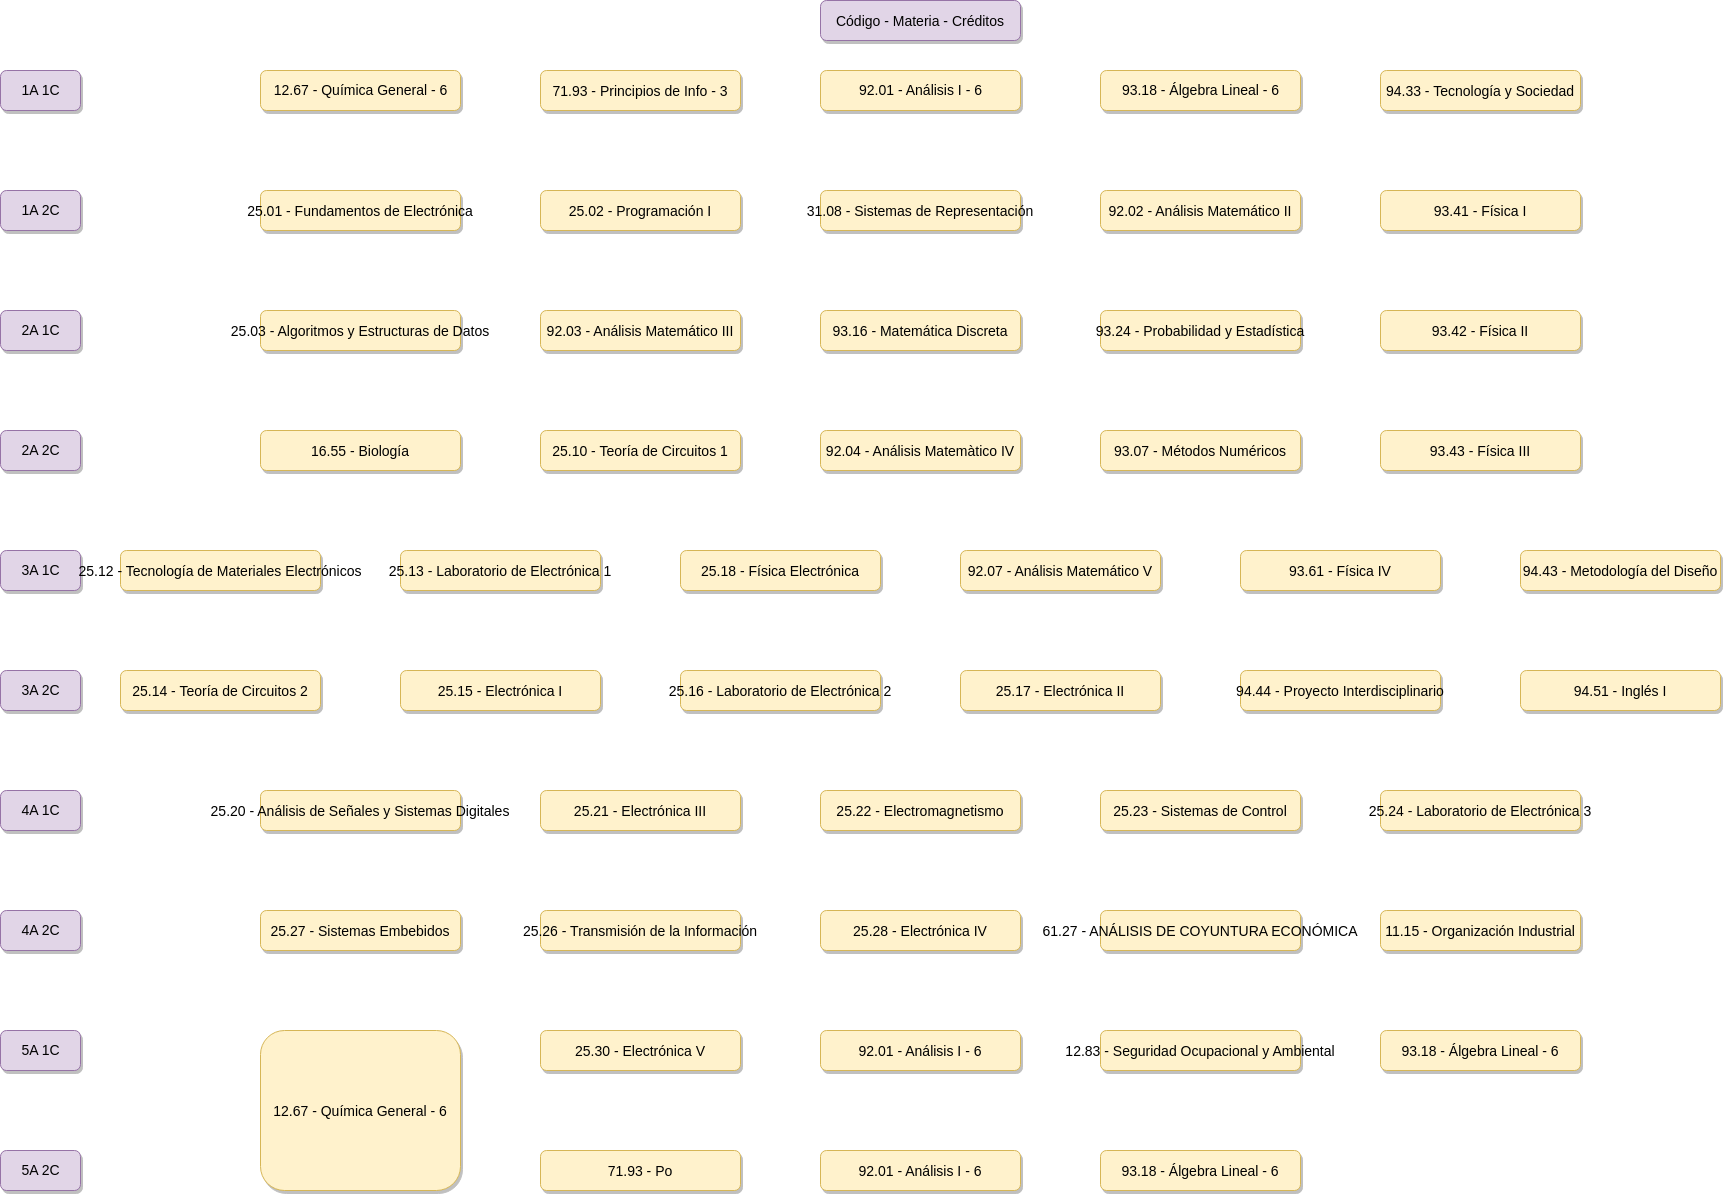 Código - Materia - Créditos
1A 1C
12.67 - Química General - 6
71.93 - Principios de Info - 3
92.01 - Análisis I - 6
93.18 - Álgebra Lineal - 6
94.33 - Tecnología y Sociedad
1A 2C
25.01 - Fundamentos de Electrónica
25.02 - Programación I
31.08 - Sistemas de Representación
92.02 - Análisis Matemático II
93.41 - Física I
2A 1C
25.03 - Algoritmos y Estructuras de Datos
92.03 - Análisis Matemático III
93.16 - Matemática Discreta
93.24 - Probabilidad y Estadística
93.42 - Física II
2A 2C
16.55 - Biología
25.10 - Teoría de Circuitos 1
92.04 - Análisis Matemàtico IV
93.07 - Métodos Numéricos
93.43 - Física III
3A 1C
25.12 - Tecnología de Materiales Electrónicos
25.13 - Laboratorio de Electrónica 1
25.18 - Física Electrónica
92.07 - Análisis Matemático V
93.61 - Física IV
94.43 - Metodología del Diseño
3A 2C
25.14 - Teoría de Circuitos 2
25.15 - Electrónica I
25.16 - Laboratorio de Electrónica 2
25.17 - Electrónica II
94.44 - Proyecto Interdisciplinario
94.51 - Inglés I
4A 1C
25.20 - Análisis de Señales y Sistemas Digitales
25.21 - Electrónica III
25.22 - Electromagnetismo
25.23 - Sistemas de Control
25.24 - Laboratorio de Electrónica 3
4A 2C
25.27 - Sistemas Embebidos
25.26 - Transmisión de la Información
25.28 - Electrónica IV
61.27 - ANÁLISIS DE COYUNTURA ECONÓMICA
11.15 - Organización Industrial
5A 1C
25.30 - Electrónica V
92.01 - Análisis I - 6
12.83 - Seguridad Ocupacional y Ambiental
93.18 - Álgebra Lineal - 6
12.67 - Química General - 6
5A 2C
71.93 - Po
92.01 - Análisis I - 6
93.18 - Álgebra Lineal - 6